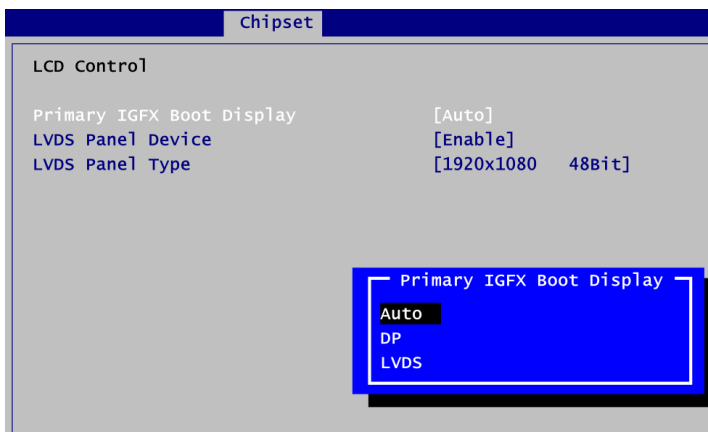 Chipset
LCD Control
Primary IGFX Boot Display [Auto]
LVDS Panel Device [Enable]
LVDS Panel Type [1920x1080 48Bit]
Primary IGFX Boot Display
Auto
DP
LVDS